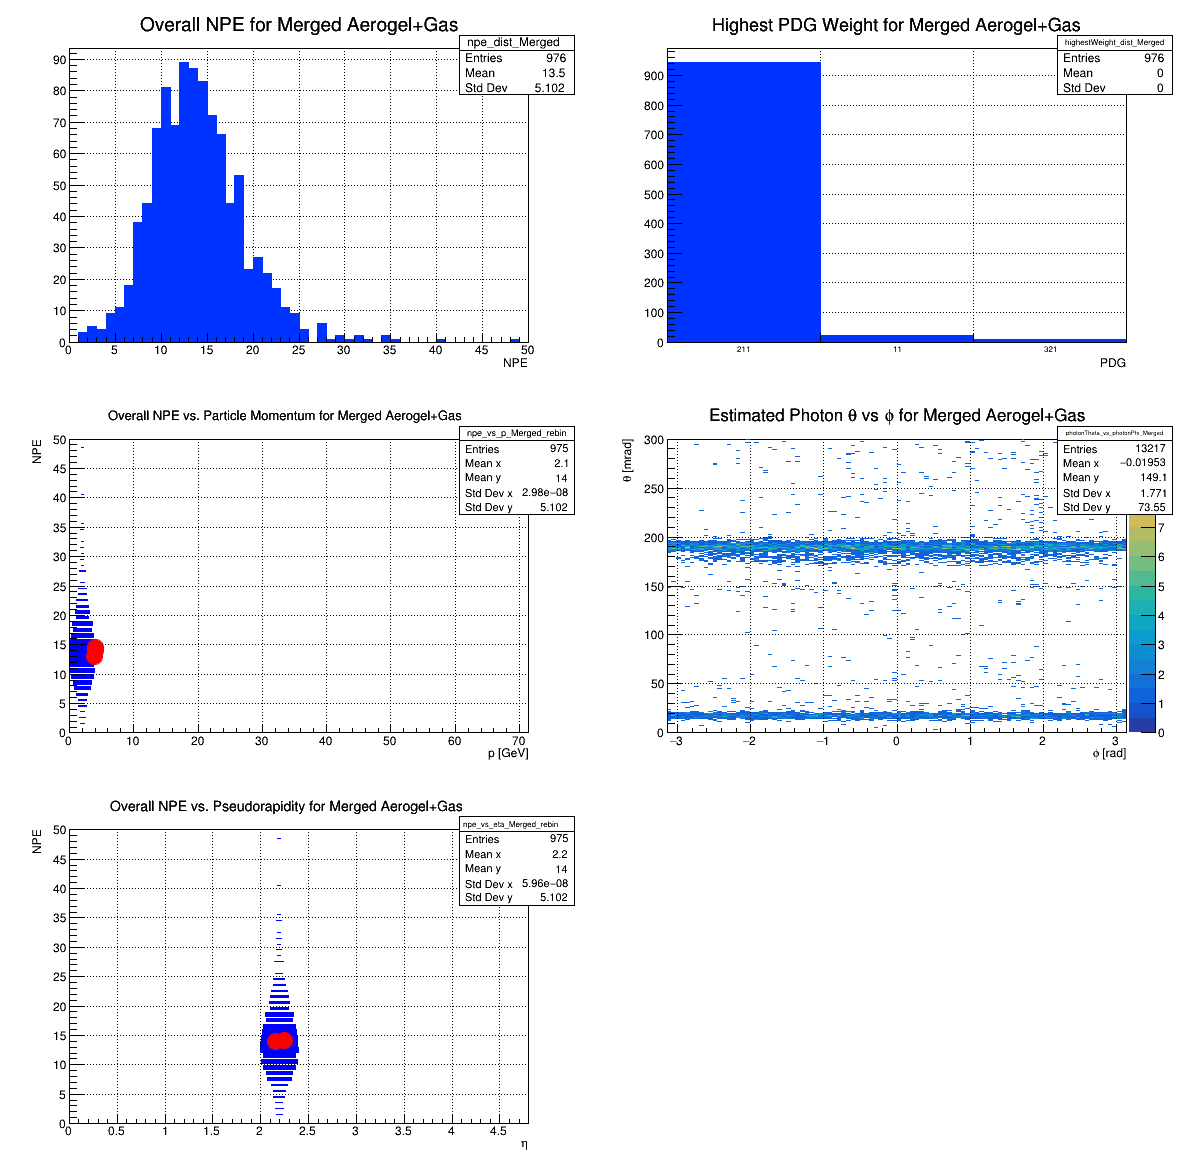 Overall NPE for Merged Aerogel+Gas
npe_dist_Merged
Entries 976
Mean 13.5
Std Dev 5.102
90
80
70
60
50
40
30
20
10
0
0 5 10 15 20 25 30 35 40 45 50
NPE
Highest PDG Weight for Merged Aerogel+Gas
highestWeight_dist_Merged
Entries 976
Mean 0
Std Dev 0
900
800
700
600
500
400
300
200
100
0
211 11 321
PDG
Overall NPE vs. Particle Momentum for Merged Aerogel+Gas
npe_vs_p_Merged_rebin
Entries 975
Mean x 2.1
Mean y 14
Std Dev x 2.98e−08
Std Dev y 5.102
NPE
50
45
40
35
30
25
20
15
10
5
0
0 10 20 30 40 50 60 70
p [GeV]
Estimated Photon θ vs ϕ for Merged Aerogel+Gas
photonTheta_vs_photonPhi_Merged
Entries 13217
Mean x −0.01953
Mean y 149.1
Std Dev x 1.771
Std Dev y 73.55
θ [mrad]
300
250
200
150
100
50
0
−3 −2 −1 0 1 2 3
ϕ [rad]
7
6
5
4
3
2
1
0
Overall NPE vs. Pseudorapidity for Merged Aerogel+Gas
npe_vs_eta_Merged_rebin
Entries 975
Mean x 2.2
Mean y 14
Std Dev x 5.96e−08
Std Dev y 5.102
NPE
50
45
40
35
30
25
20
15
10
5
0
0 0.5 1 1.5 2 2.5 3 3.5 4 4.5
η